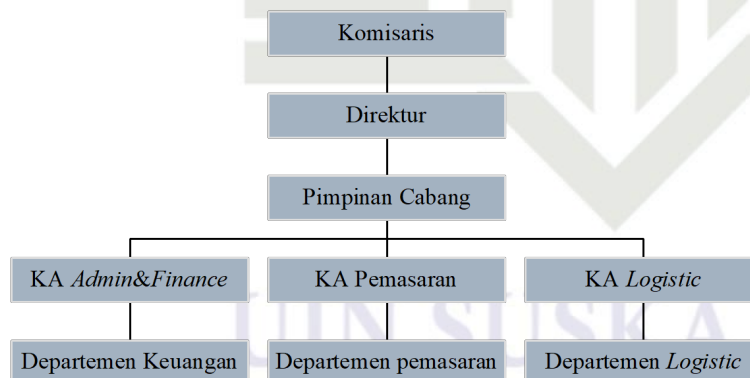 Komisaris
Direktur
Pimpinan Cabang
KA Admin&Finance
KA Pemasaran
KA Logistic
UIN SUSKA
Departemen Keuangan
Departemen pemasaran
Departemen Logistic